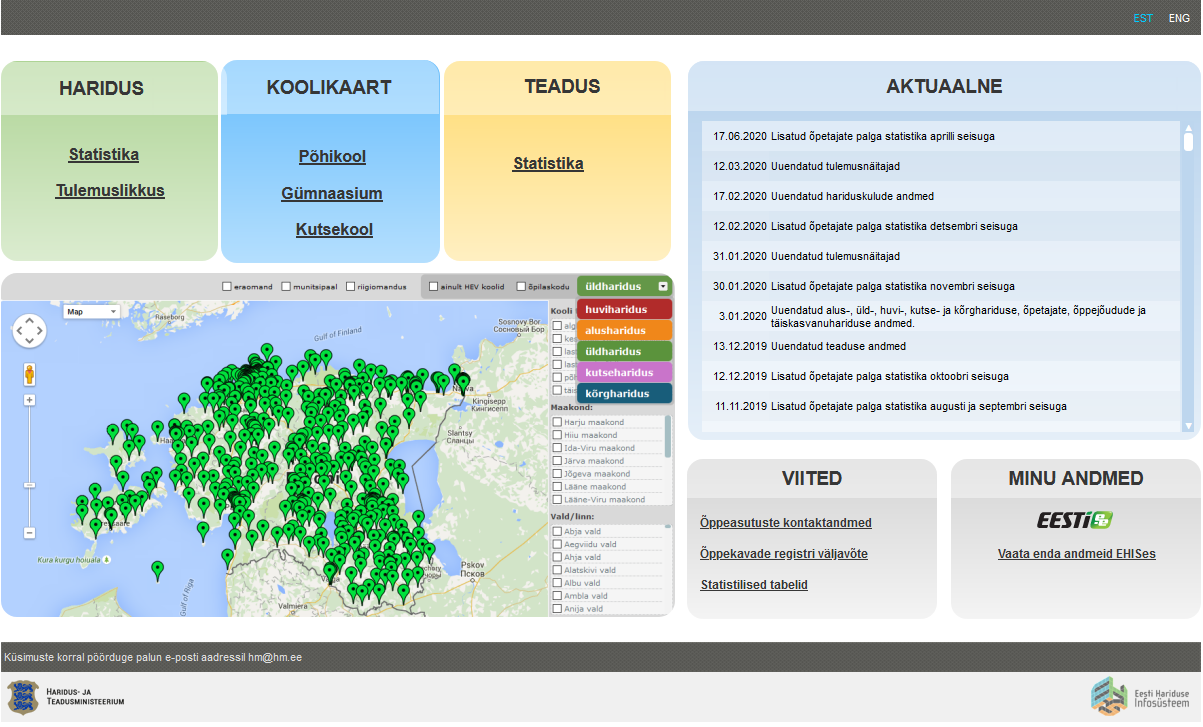 EST ENG
HARIDUS
Statistika
Tulemuslikkus
KOOLIKAART
Põhikool
Gümnaasium
Kutsekool
TEADUS
Statistika
AKTUAALNE
17.06.2020 Lisatud õpetajate palga statistika aprilli seisuga
12.03.2020 Uuendatud tulemusnäitajad
17.02.2020 Uuendatud hariduskulude andmed
12.02.2020 Lisatud õpetajate palga statistika detsembri seisuga
31.01.2020 Uuendatud tulemusnäitajad
30.01.2020 Lisatud õpetajate palga statistika novembri seisuga
3.01.2020 Uuendatud alus-, üld-, huvi-, kutse- ja kõrghariduse, õpetajate, õppejõudude ja
täiskasvanuhariduse andmed.
13.12.2019 Uuendatud teaduse andmed
12.12.2019 Lisatud õpetajate palga statistika oktoobri seisuga
11.11.2019 Lisatud õpetajate palga statistika augusti ja septembri seisuga
eraomand munitsipaal riigiomandus ainult HEV koolid õpilaskodu üldharidus
huviharidus
alusharidus
üldharidus
kutseharidus
kõrgharidus
Map
Raseborg
Gulf of Finland
Sosnovy Bor
Сосновый Бор
Narva
Kingisepp
Кингисепп
Slantsy
Сланцы
Kura kurgu hoiuala
Gulf of Riga
Valmiera
Pskov
Псков
Kooli
Maakond:
Harju maakond
Hiiu maakond
Ida-Viru maakond
Järva maakond
Jõgeva maakond
Lääne maakond
Lääne-Viru maakond
Vald/linn:
Abja vald
Aegviidu vald
Ahja vald
Alatskivi vald
Albu vald
Ambla vald
Anija vald
VIITED
Õppeasutuste kontaktandmed
Õppekavade registri väljavõte
Statistilised tabelid
MINU ANDMED
EESTI
Vaata enda andmeid EHISes
Küsimuste korral pöörduge palun e-posti aadressil hm@hm.ee
HARIDUS- JA
TEADUSMINISTEERIUM
Eesti Hariduse
Infosüsteem